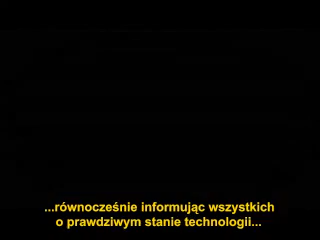 ...równocześnie informując wszystkich
o prawdziwym stanie technologii...